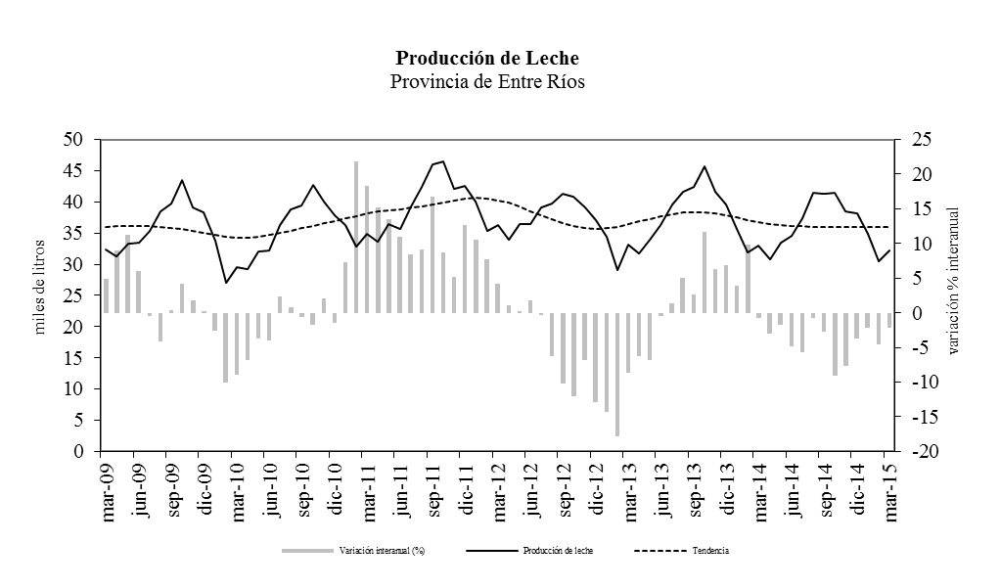 Producción de Leche
Provincia de Entre Ríos
50
45
40
35
30
25
20
15
10
5
0
miles de litros
25
20
15
10
5
0
-5
-10
-15
-20
variación % interanual
mar-09
jun-09
sep-09
dic-09
mar-10
jun-10
sep-10
dic-10
mar-11
jun-11
sep-11
dic-11
mar-12
jun-12
sep-12
dic-12
mar-13
jun-13
sep-13
dic-13
mar-14
jun-14
sep-14
dic-14
mar-15
Variación interanual (%)
Producción de leche
Tendencia